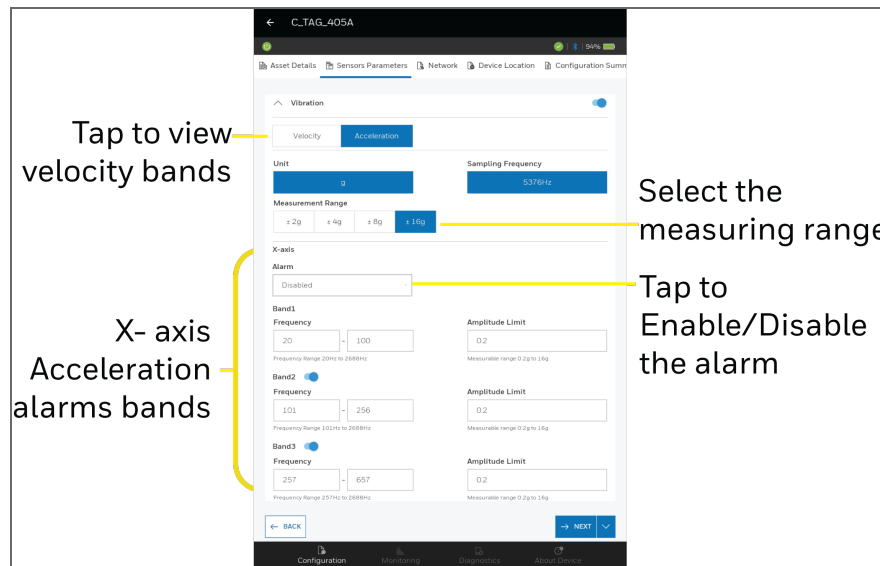 C_TAG_405A
94%
Asset Details Sensors Parameters Network Device Location Configuration Summ
Vibration
Tap to view
velocity bands
Velocity Acceleration
Unit Sampling Frequency
g 5376Hz
Measurement Range
± 2g ± 4g ± 8g ± 16g
Select the
measuring range
X-axis
Alarm
Disabled
Tap to
Enable/Disable
the alarm
X- axis
Acceleration
alarms bands
Band1
Frequency Amplitude Limit
20 - 100 0.2
Frequency Range 20Hz to 2688Hz Measurable range 0.2g to 16g
Band2
Frequency Amplitude Limit
101 - 256 0.2
Frequency Range 101Hz to 2688Hz Measurable range 0.2g to 16g
Band3
Frequency Amplitude Limit
257 - 657 0.2
Frequency Range 257Hz to 2688Hz Measurable range 0.2g to 16g
BACK NEXT
Configuration Monitoring Diagnostics About Device